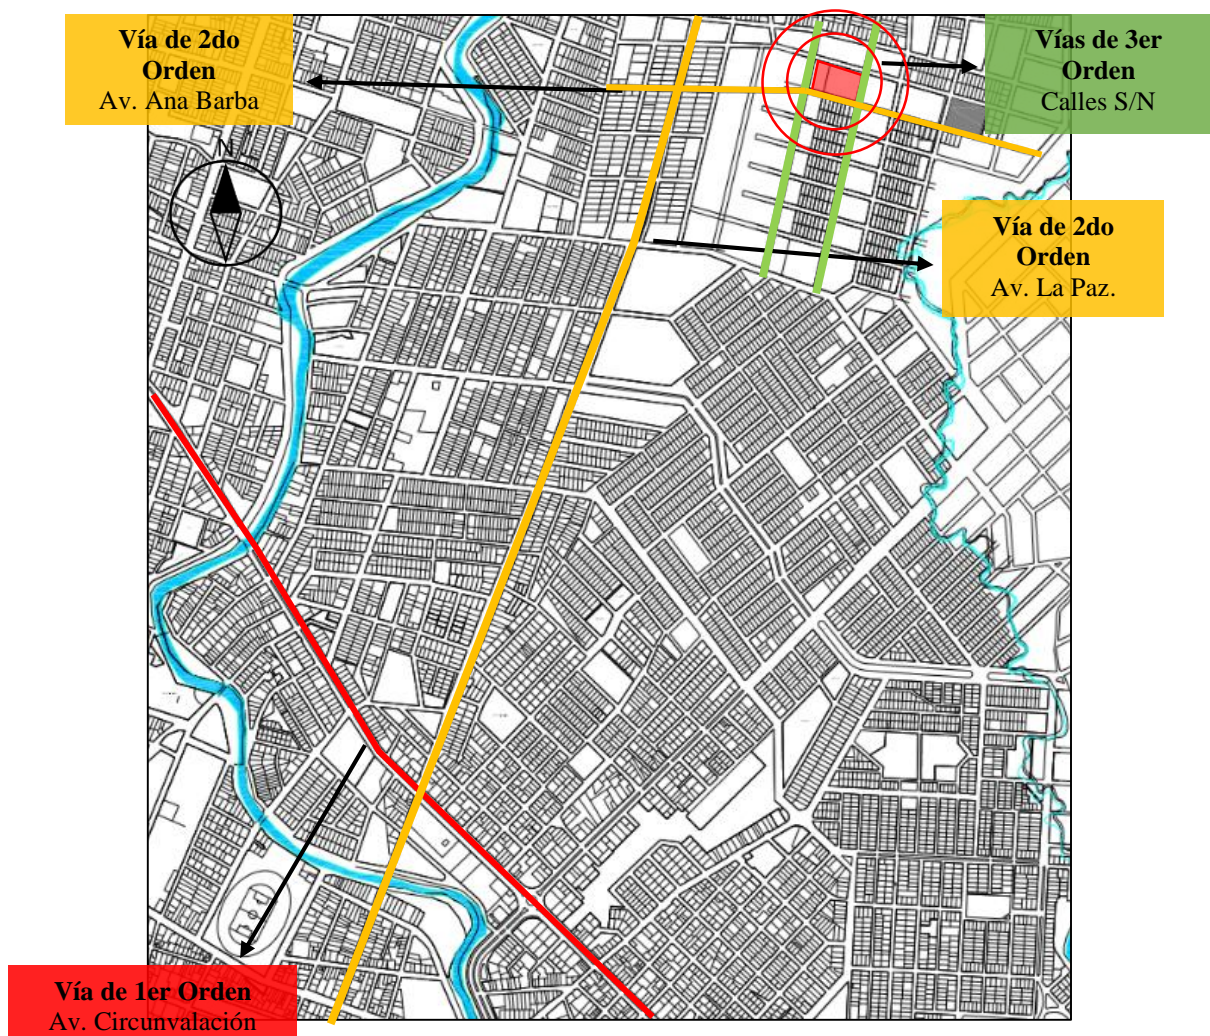 Vía de 2do
Orden
Av. Ana Barba
Vías de 3er
Orden
Calles S/N
N
Vía de 2do
Orden
Av. La Paz.
Vía de 1er Orden
Av. Circunvalación